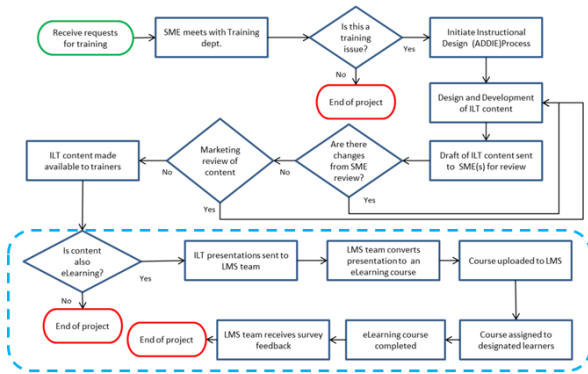 Receive requests
for training
SME meets with Training
dept.
Is this a
training
issue?
Yes
Initiate Instructional
Design (ADDIE)Process
No
End of project
Design and Development
of ILT content
ILT content made
available to trainers
No
Marketing
review of
content
No
Are there
changes
from SME
review?
Draft of ILT content sent
to SME(s) for review
Yes
Yes
Is content
also
eLearning?
Yes
ILT presentations sent
to LMS team
LMS team converts
presentation to an
eLearning course
Course uploaded to LMS
No
End of project
End of project
LMS team receives survey
feedback
eLearning course
completed
Course assigned to
designated learners